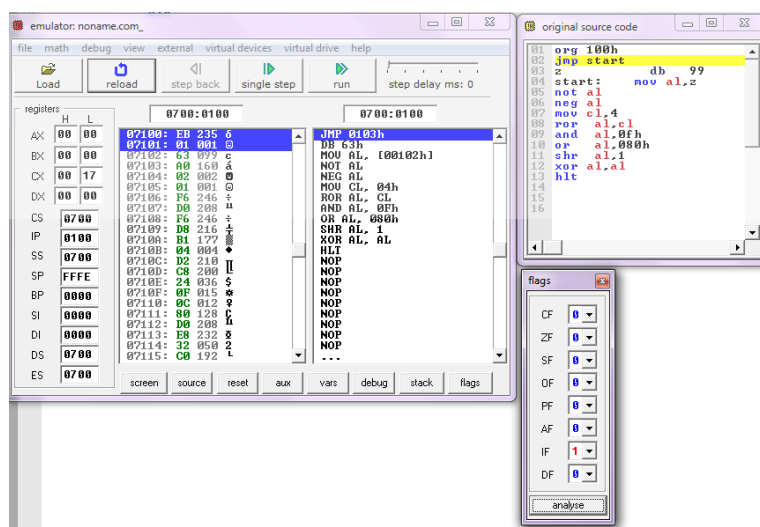 emulator: noname.com_
file math debug view external virtual devices virtual drive help
Load reload step back single step run step delay ms: 0
registers
H L
0700:0100 0700:0100
AX 00 00
BX 00 00
CX 00 17
DX 00 00
CS 0700
IP 0100
SS 0700
SP FFFE
BP 0000
SI 0000
DI 0000
DS 0700
ES 0700
07100: EB 235 δ
07101: 01 001 ☺
07102: 63 099 c
07103: A0 160 á
07104: 02 002 ☻
07105: 01 001 ☺
07106: F6 246 ÷
07107: D0 208 ╨
07108: F6 246 ÷
07109: D8 216 ╪
0710A: B1 177 ▒
0710B: 04 004 ♦
0710C: D2 210 ╥
0710D: C8 200 ╚
0710E: 24 036 $
0710F: 0F 015 ☼
07110: 0C 012 ♀
07111: 80 128 Ç
07112: D0 208 ╨
07113: E8 232
07114: 32 050 2
07115: C0 192 └
JMP 0103h
DB 63h
MOV AL, [00102h]
NOT AL
NEG AL
MOV CL, 04h
ROR AL, CL
AND AL, 0Fh
OR AL, 080h
SHR AL, 1
XOR AL, AL
HLT
NOP
NOP
NOP
NOP
NOP
NOP
NOP
NOP
NOP
...
screen source reset aux vars debug stack flags
original source code
01 org 100h
02 jmp start
03 z db 99
04 start: mov al,z
05 not al
06 neg al
07 mov cl,4
08 ror al,cl
09 and al,0fh
10 or al,080h
11 shr al,1
12 xor al,al
13 hlt
14
15
16
flags
CF 0
ZF 0
SF 0
OF 0
PF 0
AF 0
IF 1
DF 0
analyse